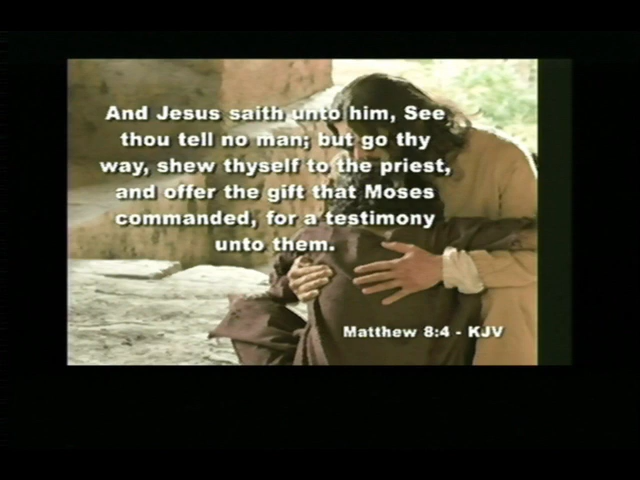 And Jesus saith unto him, See
thou tell no man; but go thy
way, shew thyself to the priest,
and offer the gift that Moses
commanded, for a testimony
unto them.
Matthew 8:4 - KJV